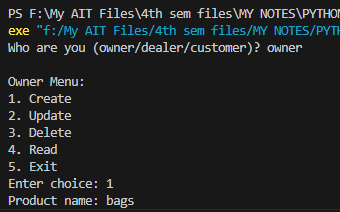 PS F:\My AIT Files\4th sem files\MY NOTES\PYTHON
exe "f:/My AIT Files/4th sem files/MY NOTES/PYTH
Who are you (owner/dealer/customer)? owner
Owner Menu:
1. Create
2. Update
3. Delete
4. Read
5. Exit
Enter choice: 1
Product name: bags